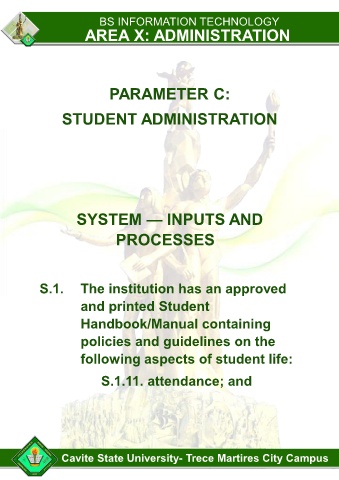 BS INFORMATION TECHNOLOGY
AREA X: ADMINISTRATION
PARAMETER C:
STUDENT ADMINISTRATION
SYSTEM — INPUTS AND
PROCESSES
S.1. The institution has an approved
and printed Student
Handbook/Manual containing
policies and guidelines on the
following aspects of student life:
S.1.11. attendance; and
Cavite State University- Trece Martires City Campus